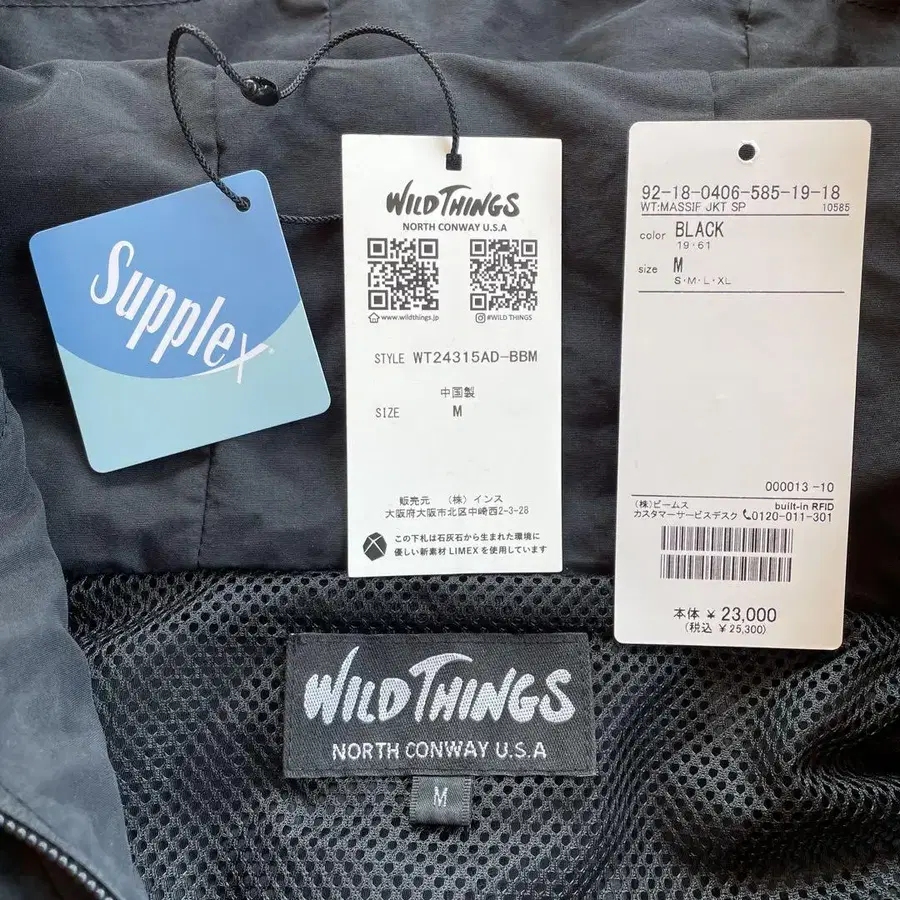 Supplex
WILD THINGS
NORTH CONWAY U.S.A
www.wildthings.jp
#WILD THINGS
STYLE WT24315AD-BBM
中国製
SIZE M
販売元 (株)インス
大阪府大阪市北区中崎西2-3-28
この下札は石灰石から生まれた環境に
優しい新素材 LIMEX を使用しています
92-18-0406-585-19-18
WT:MASSIF JKT SP 10585
color BLACK
19・61
size M
S・M・L・XL
000013 -10
(株)ビームス built-in RFID
カスタマーサービスデスク 0120-011-301
本体 ¥ 23,000
(税込 ¥ 25,300)
WILD THINGS
NORTH CONWAY U.S.A
M